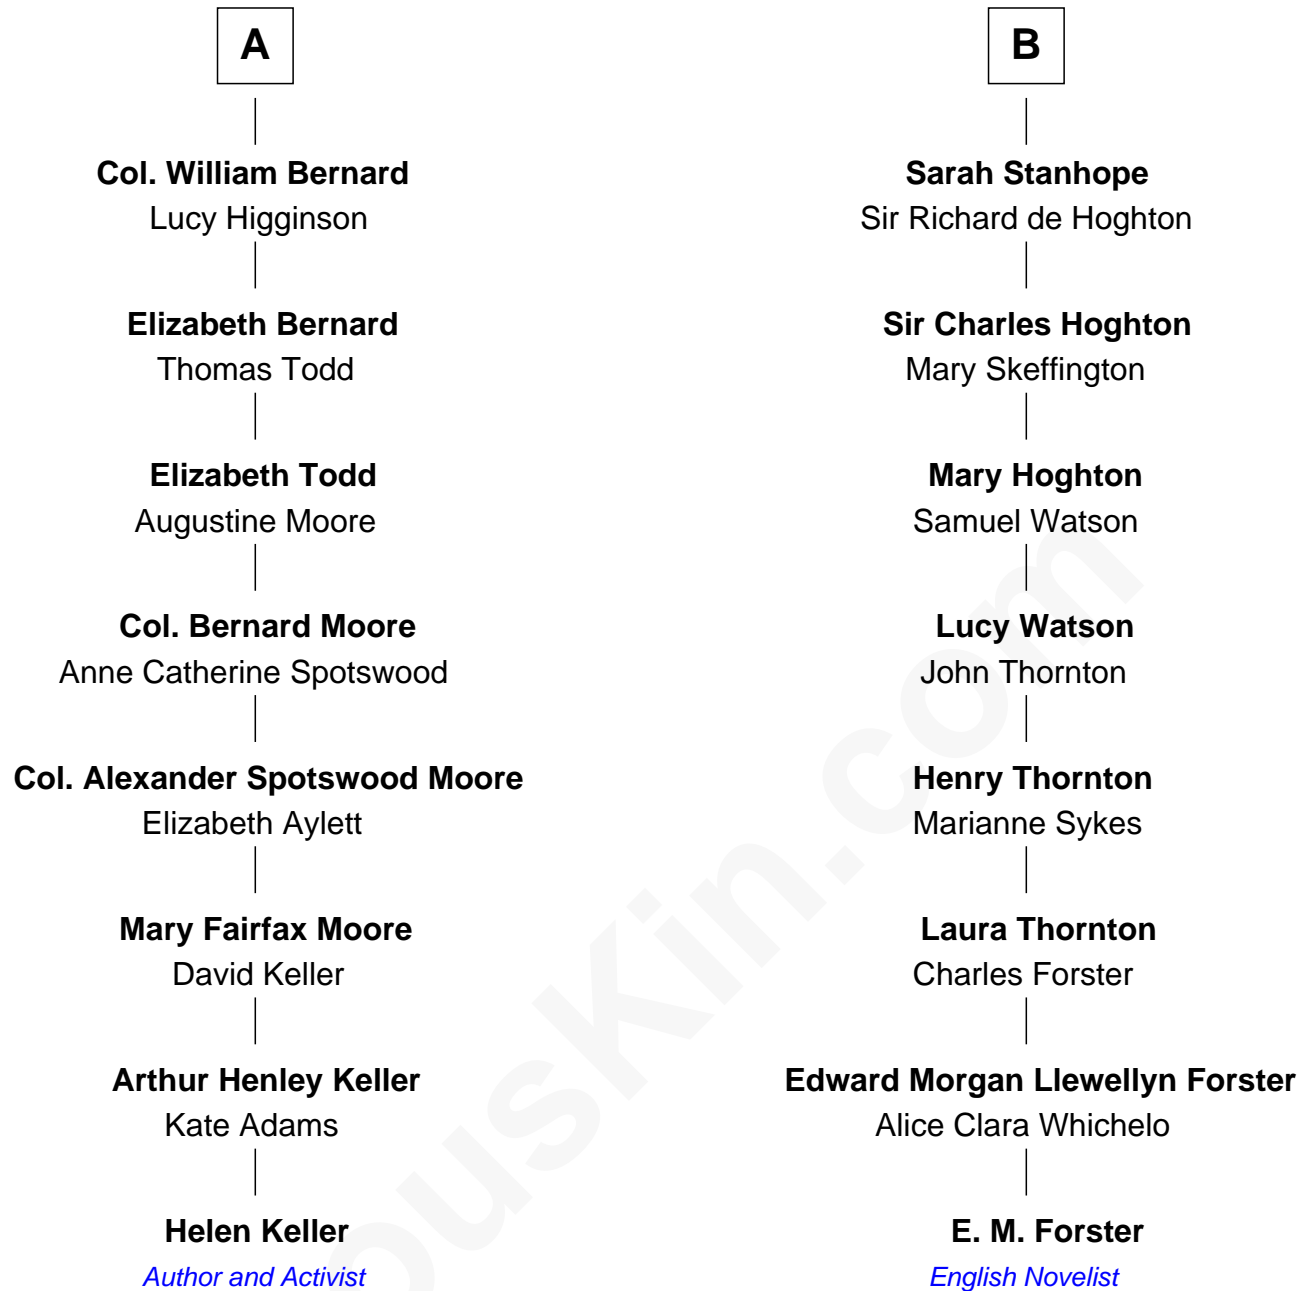 A
Col. William Bernard
Lucy Higginson
Elizabeth Bernard
Thomas Todd
Elizabeth Todd
Augustine Moore
Col. Bernard Moore
Anne Catherine Spotswood
Col. Alexander Spotswood Moore
Elizabeth Aylett
Mary Fairfax Moore
David Keller
Arthur Henley Keller
Kate Adams
Helen Keller
Author and Activist
B
Sarah Stanhope
Sir Richard de Hoghton
Sir Charles Hoghton
Mary Skeffington
Mary Hoghton
Samuel Watson
Lucy Watson
John Thornton
Henry Thornton
Marianne Sykes
Laura Thornton
Charles Forster
Edward Morgan Llewellyn Forster
Alice Clara Whichelo
E. M. Forster
English Novelist
ousKin.com